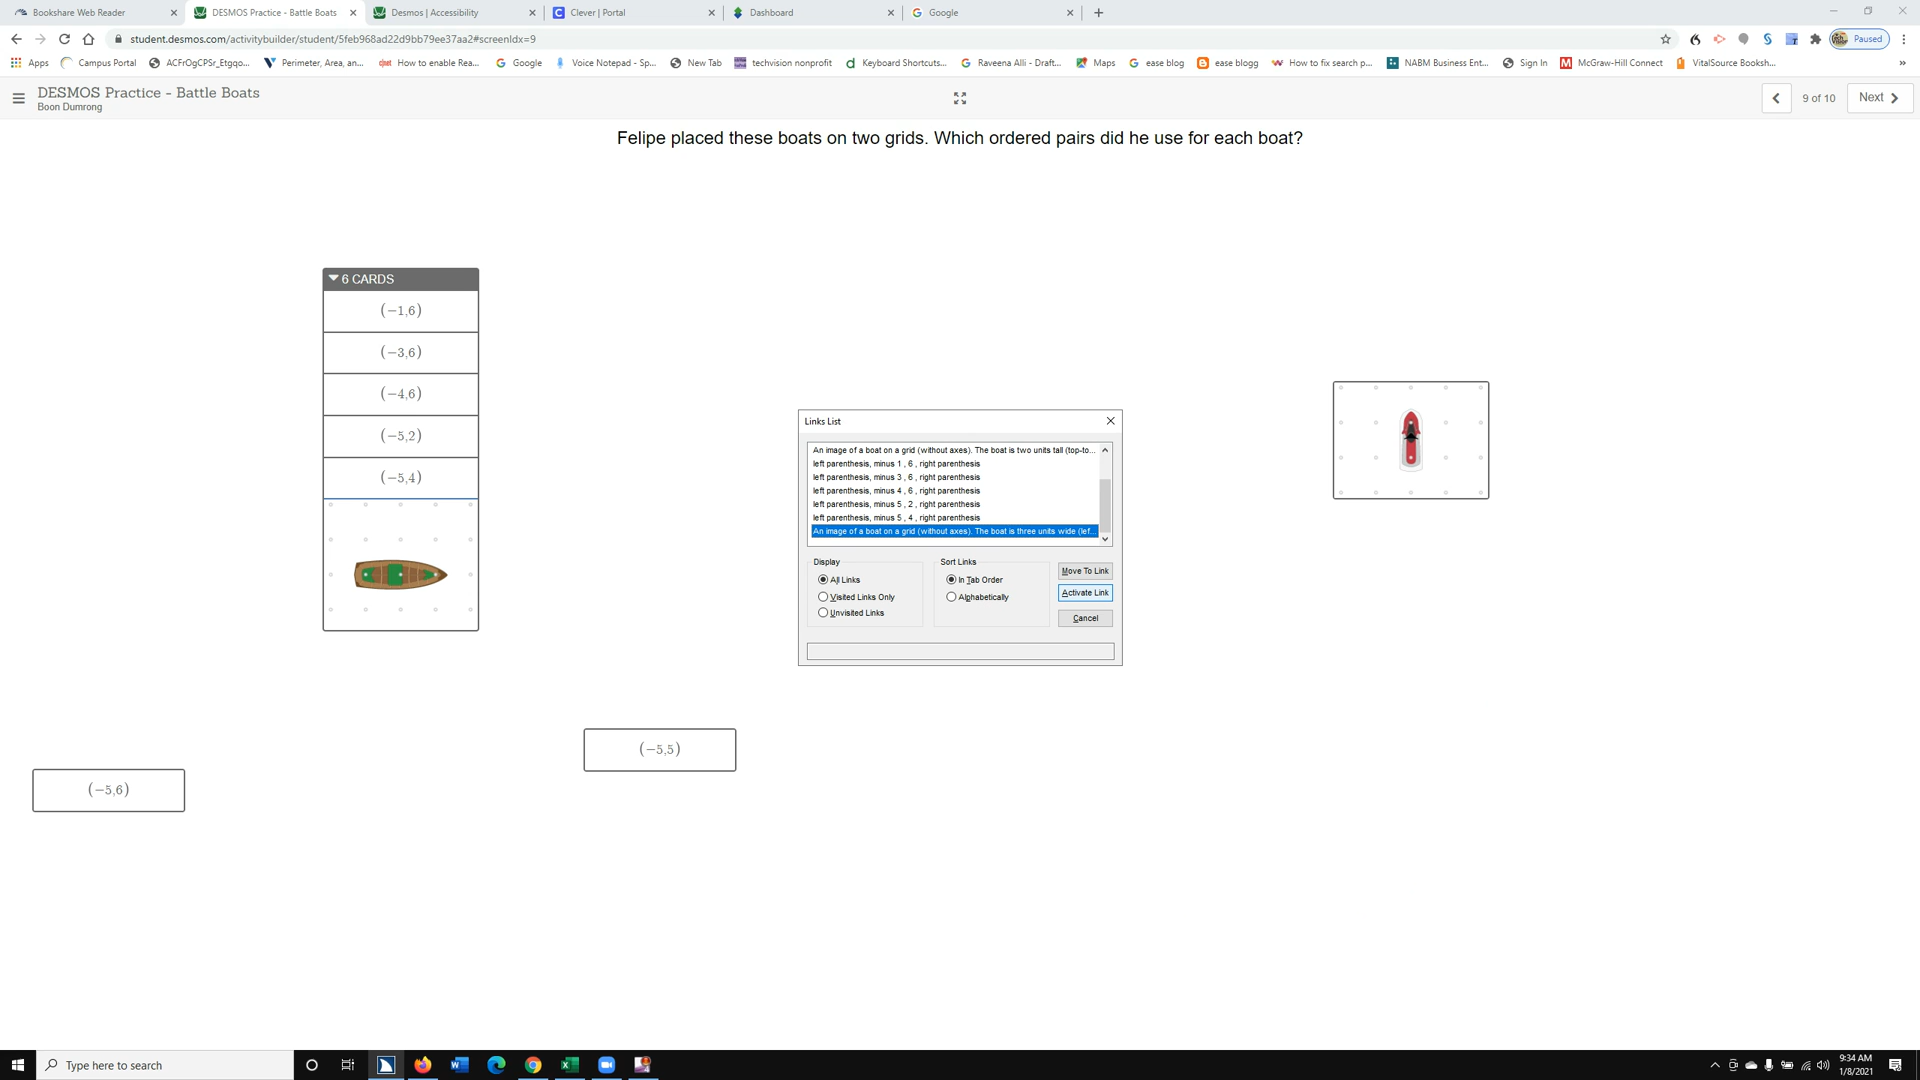 Bookshare Web Reader
DESMOS Practice - Battle Boats
Desmos | Accessibility
Clever | Portal
Dashboard
Google
student.desmos.com/activitybuilder/student/5feb968ad22d9bb79ee37aa2#screenIdx=9
Paused
Apps
Campus Portal
ACFrOgCPSr_Etgqo...
Perimeter, Area, an...
How to enable Rea...
Google
Voice Notepad - Sp...
New Tab
techvision nonprofit
Keyboard Shortcuts...
Raveena Alli - Draft...
Maps
ease blog
ease blogg
How to fix search p...
NABM Business Ent...
Sign In
McGraw-Hill Connect
VitalSource Booksh...
»
DESMOS Practice - Battle Boats
Boon Dumrong
9 of 10
Next
Felipe placed these boats on two grids. Which ordered pairs did he use for each boat?
6 CARDS
(−1,6)
(−3,6)
(−4,6)
(−5,2)
(−5,4)
Links List
An image of a boat on a grid (without axes). The boat is two units tall (top-to...
left parenthesis, minus 1 , 6 , right parenthesis
left parenthesis, minus 3 , 6 , right parenthesis
left parenthesis, minus 4 , 6 , right parenthesis
left parenthesis, minus 5 , 2 , right parenthesis
left parenthesis, minus 5 , 4 , right parenthesis
An image of a boat on a grid (without axes). The boat is three units wide (lef...
Display
All Links
Visited Links Only
Unvisited Links
Sort Links
In Tab Order
Alphabetically
Move To Link
Activate Link
Cancel
(−5,5)
(−5,6)
Type here to search
9:34 AM
1/8/2021